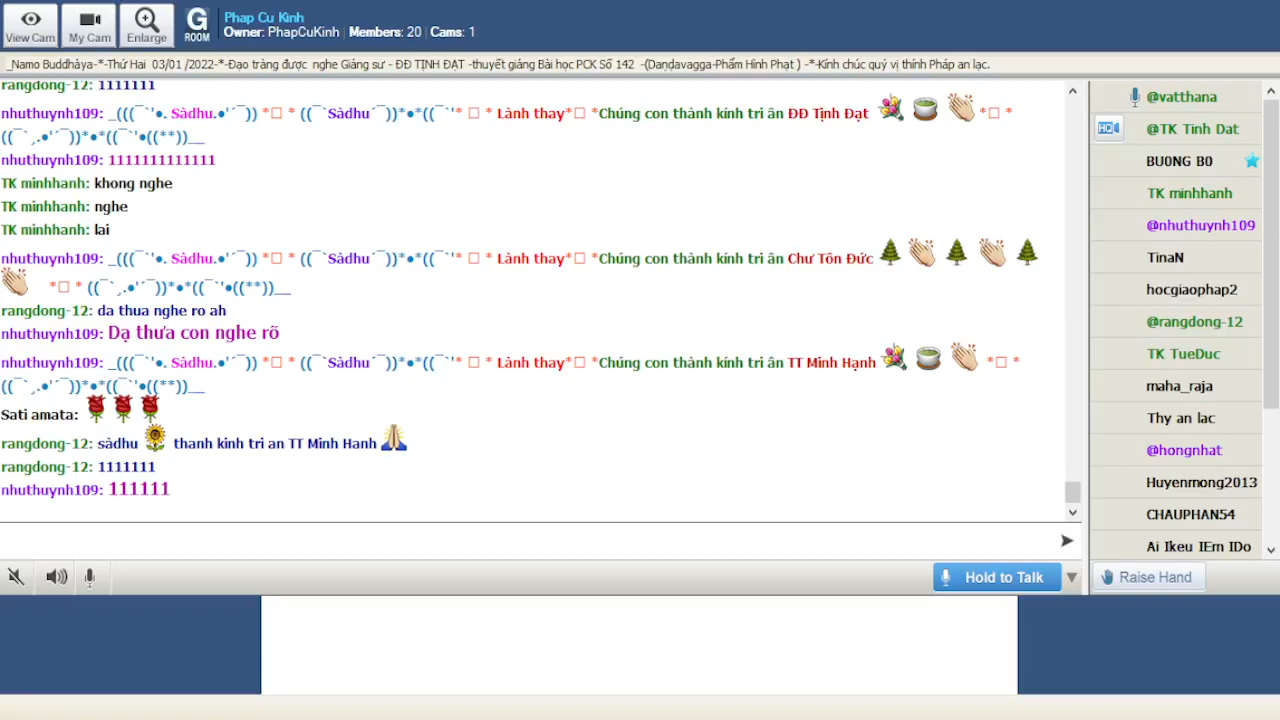 View Cam
My Cam
Enlarge
G ROOM
Phap Cu Kinh
Owner: PhapCuKinh | Members: 20 | Cams: 1
_Namo Buddhàya-*-Thứ Hai 03/01 /2022-*-Đạo tràng được nghe Giảng sư - ĐĐ TỊNH ĐẠT -thuyết giảng Bài học PCK Số 142 -(Daṇḍavagga-Phẩm Hình Phạt ) -*-Kính chúc quý vị thính Pháp an lạc.
rangdong-12: 1111111
nhuthuynh109: _(((¯`'•. Sàdhu.•'´¯)) *□ * ((¯`Sàdhu´¯))*•*((¯`'* □ * Lành thay*□ *Chúng con thành kính tri ân ĐĐ Tịnh Đạt *□ *
((¯`¸.•'´¯))*•*((¯`'•((**))__
nhuthuynh109: 1111111111111
TK minhhanh: khong nghe
TK minhhanh: nghe
TK minhhanh: lai
nhuthuynh109: _(((¯`'•. Sàdhu.•'´¯)) *□ * ((¯`Sàdhu´¯))*•*((¯`'* □ * Lành thay*□ *Chúng con thành kính tri ân Chư Tôn Đức
*□ * ((¯`¸.•'´¯))*•*((¯`'•((**))__
rangdong-12: da thua nghe ro ah
nhuthuynh109: Dạ thưa con nghe rõ
nhuthuynh109: _(((¯`'•. Sàdhu.•'´¯)) *□ * ((¯`Sàdhu´¯))*•*((¯`'* □ * Lành thay*□ *Chúng con thành kính tri ân TT Minh Hạnh *□ *
((¯`¸.•'´¯))*•*((¯`'•((**))__
Sati amata:
rangdong-12: sàdhu thanh kinh tri an TT Minh Hanh
rangdong-12: 1111111
nhuthuynh109: 111111
Hold to Talk
@vatthana
HD
@TK Tinh Dat
BU0NG B0
TK minhhanh
@nhuthuynh109
TinaN
hocgiaophap2
@rangdong-12
TK TueDuc
maha_raja
Thy an lac
@hongnhat
Huyenmong2013
CHAUPHAN54
Ai Ikeu IEm IDo
Raise Hand